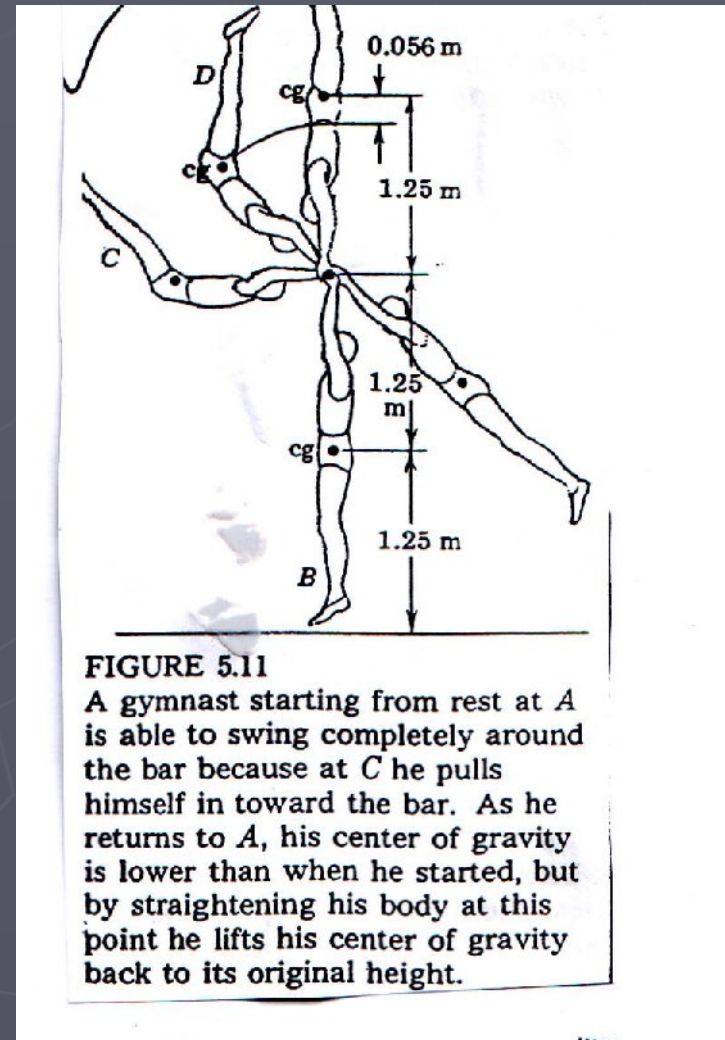 0.056 m
D
cg
cg
1.25 m
C
1.25
m
cg
1.25 m
B
FIGURE 5.11
A gymnast starting from rest at A
is able to swing completely around
the bar because at C he pulls
himself in toward the bar. As he
returns to A, his center of gravity
is lower than when he started, but
by straightening his body at this
point he lifts his center of gravity
back to its original height.